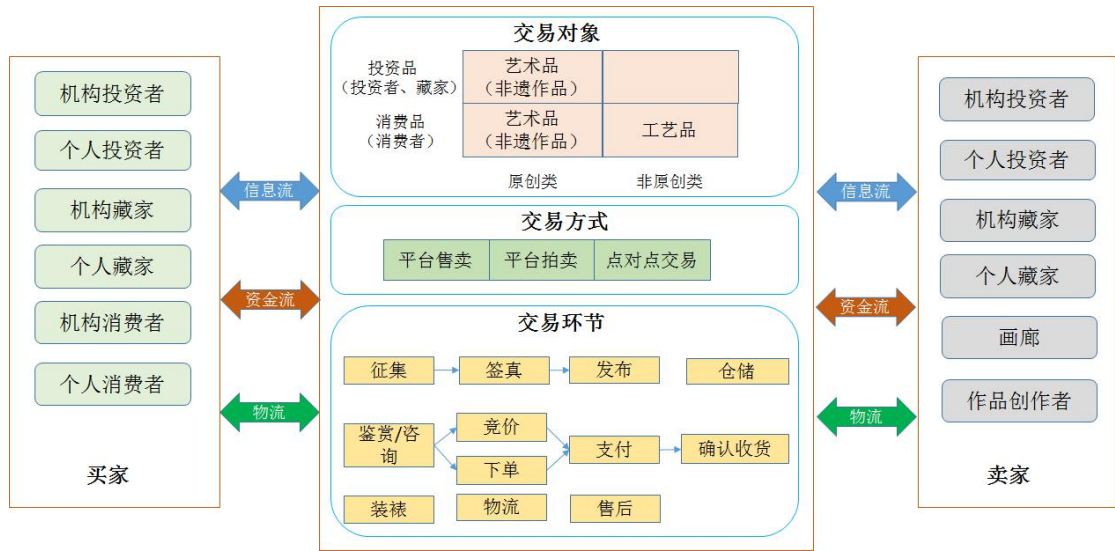 机构投资者
个人投资者
机构藏家
个人藏家
机构消费者
个人消费者
买家
信息流
资金流
物流
交易对象
投资品
（投资者、藏家）
艺术品
（非遗作品）
消费品
（消费者）
艺术品
（非遗作品）
工艺品
原创类
非原创类
交易方式
平台售卖
平台拍卖
点对点交易
交易环节
征集
签真
发布
仓储
鉴赏/咨
询
竞价
下单
支付
确认收货
装裱
物流
售后
信息流
资金流
物流
机构投资者
个人投资者
机构藏家
个人藏家
画廊
作品创作者
卖家